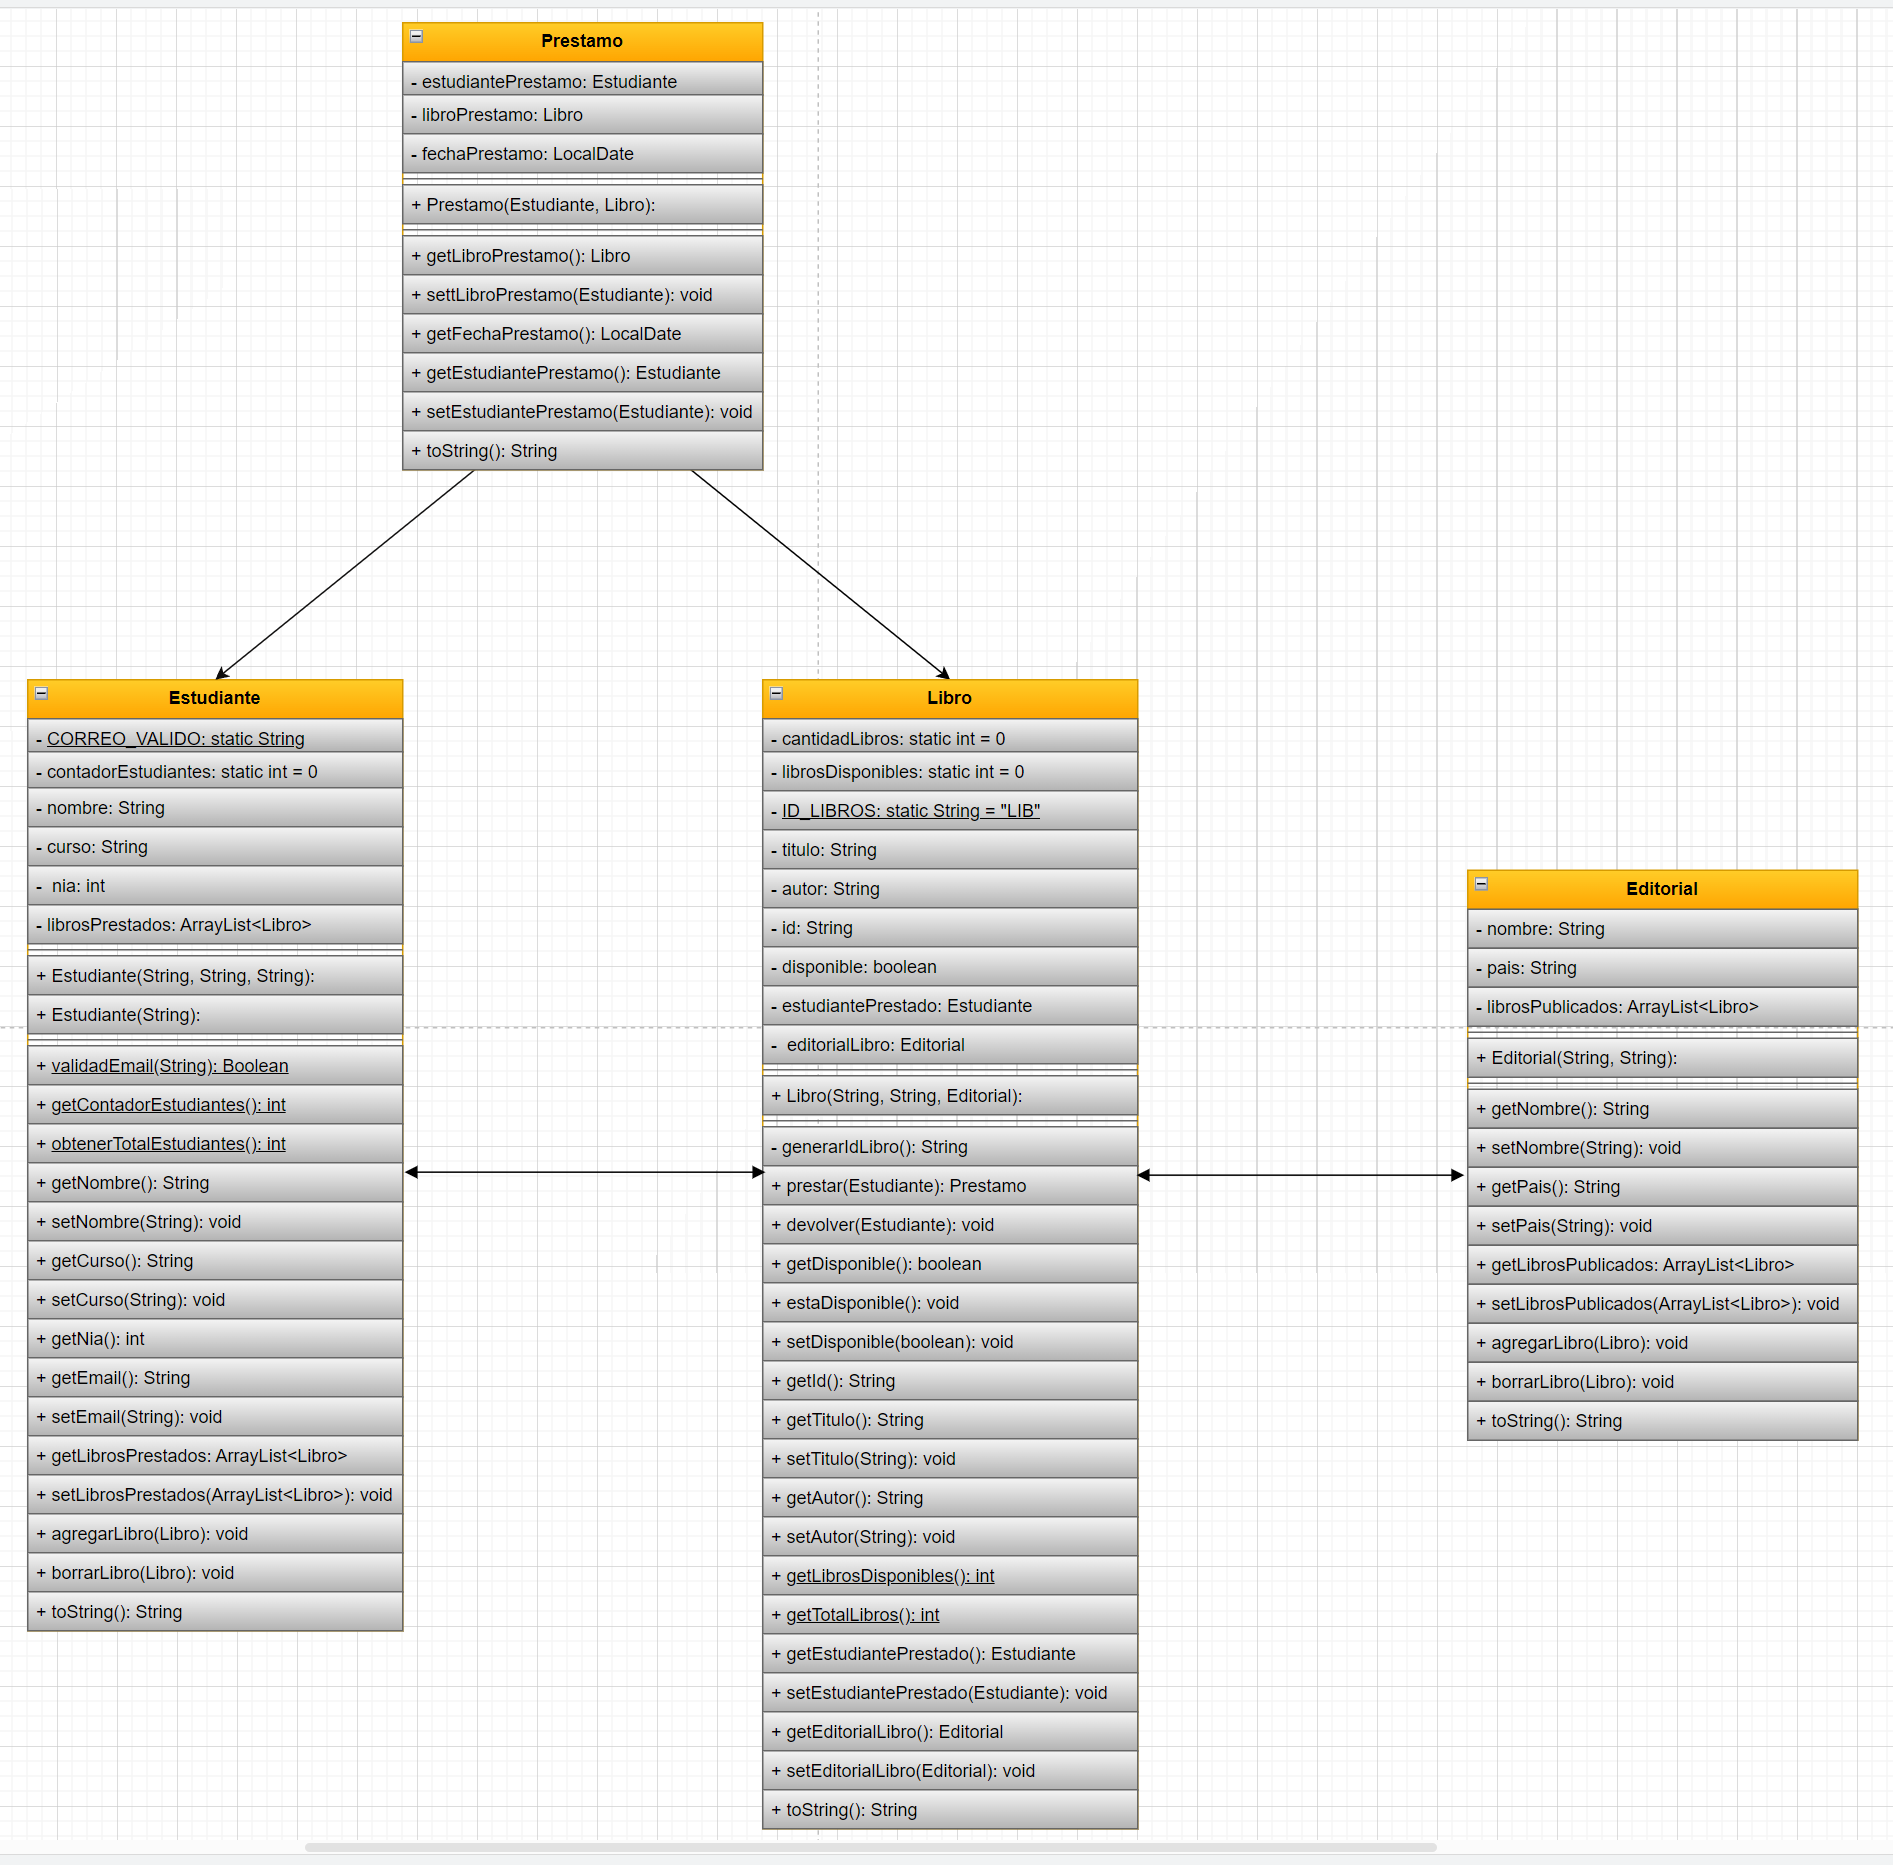 Prestamo
- estudiantePrestamo: Estudiante
- libroPrestamo: Libro
- fechaPrestamo: LocalDate
+ Prestamo(Estudiante, Libro):
+ getLibroPrestamo(): Libro
+ settLibroPrestamo(Estudiante): void
+ getFechaPrestamo(): LocalDate
+ getEstudiantePrestamo(): Estudiante
+ setEstudiantePrestamo(Estudiante): void
+ toString(): String
Estudiante
- CORREO_VALIDO: static String
- contadorEstudiantes: static int = 0
- nombre: String
- curso: String
- nia: int
- librosPrestados: ArrayList<Libro>
+ Estudiante(String, String, String):
+ Estudiante(String):
+ validadEmail(String): Boolean
+ getContadorEstudiantes(): int
+ obtenerTotalEstudiantes(): int
+ getNombre(): String
+ setNombre(String): void
+ getCurso(): String
+ setCurso(String): void
+ getNia(): int
+ getEmail(): String
+ setEmail(String): void
+ getLibrosPrestados: ArrayList<Libro>
+ setLibrosPrestados(ArrayList<Libro>): void
+ agregarLibro(Libro): void
+ borrarLibro(Libro): void
+ toString(): String
Libro
- cantidadLibros: static int = 0
- librosDisponibles: static int = 0
- ID_LIBROS: static String = "LIB"
- titulo: String
- autor: String
- id: String
- disponible: boolean
- estudiantePrestado: Estudiante
- editorialLibro: Editorial
+ Libro(String, String, Editorial):
- generarIdLibro(): String
+ prestar(Estudiante): Prestamo
+ devolver(Estudiante): void
+ getDisponible(): boolean
+ estaDisponible(): void
+ setDisponible(boolean): void
+ getId(): String
+ getTitulo(): String
+ setTitulo(String): void
+ getAutor(): String
+ setAutor(String): void
+ getLibrosDisponibles(): int
+ getTotalLibros(): int
+ getEstudiantePrestado(): Estudiante
+ setEstudiantePrestado(Estudiante): void
+ getEditorialLibro(): Editorial
+ setEditorialLibro(Editorial): void
+ toString(): String
Editorial
- nombre: String
- pais: String
- librosPublicados: ArrayList<Libro>
+ Editorial(String, String):
+ getNombre(): String
+ setNombre(String): void
+ getPais(): String
+ setPais(String): void
+ getLibrosPublicados: ArrayList<Libro>
+ setLibrosPublicados(ArrayList<Libro>): void
+ agregarLibro(Libro): void
+ borrarLibro(Libro): void
+ toString(): String